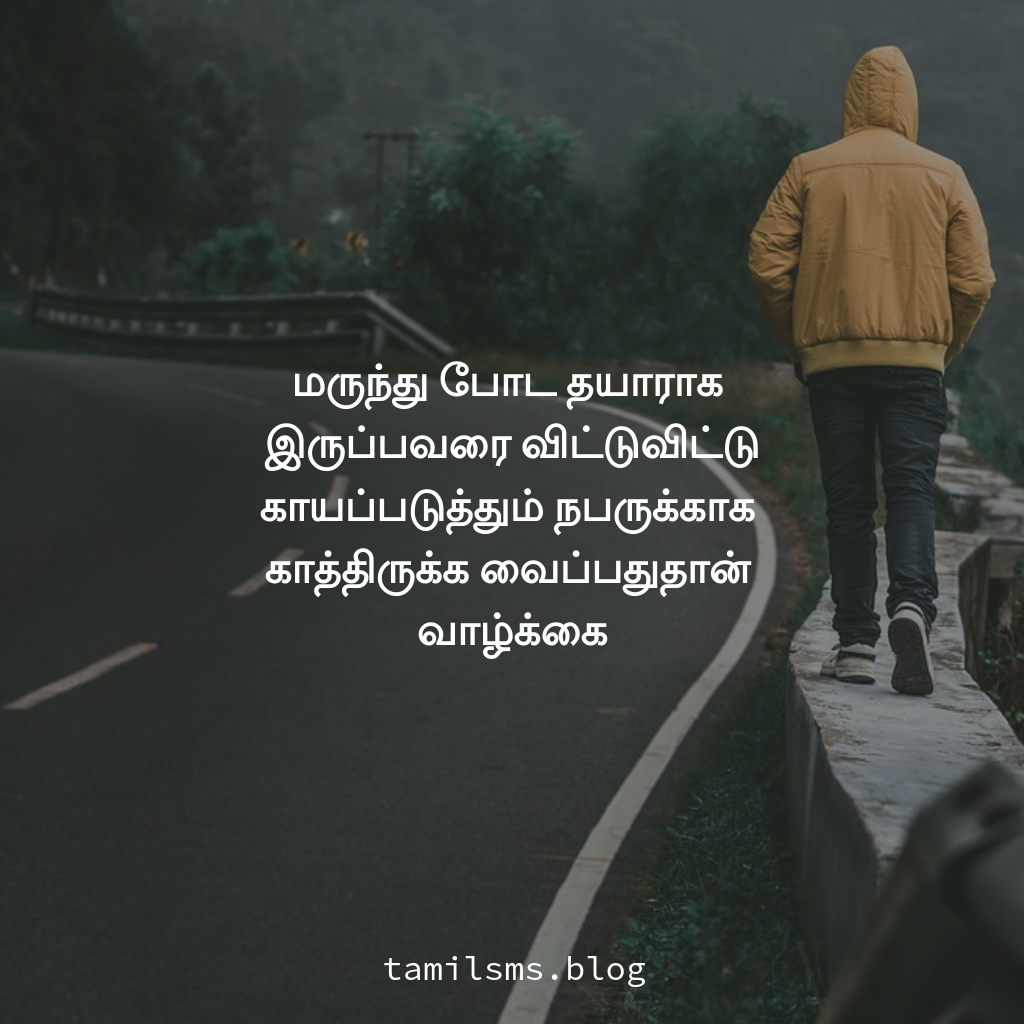 மருந்து போட தயாராக
இருப்பவரை விட்டுவிட்டு
காயப்படுத்தும் நபருக்காக
காத்திருக்க வைப்பதுதான்
வாழ்க்கை
tamilsms.blog